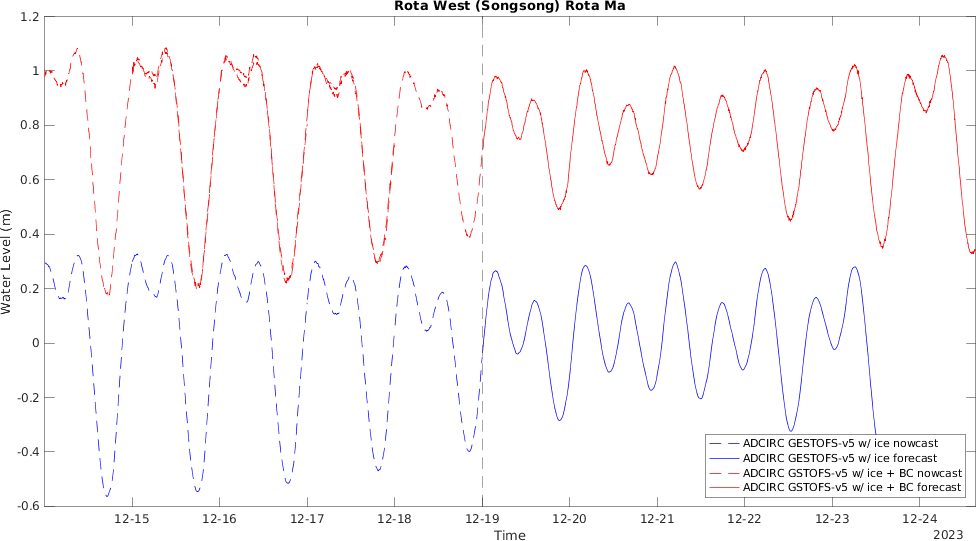 Rota West (Songsong) Rota Ma
1.2
1
0.8
0.6
0.4
0.2
0
-0.2
-0.4
-0.6
Water Level (m)
12-15 12-16 12-17 12-18 12-19 12-20 12-21 12-22 12-23 12-24
Time
2023
ADCIRC GESTOFS-v5 w/ ice nowcast
ADCIRC GESTOFS-v5 w/ ice forecast
ADCIRC GSTOFS-v5 w/ ice + BC nowcast
ADCIRC GSTOFS-v5 w/ ice + BC forecast